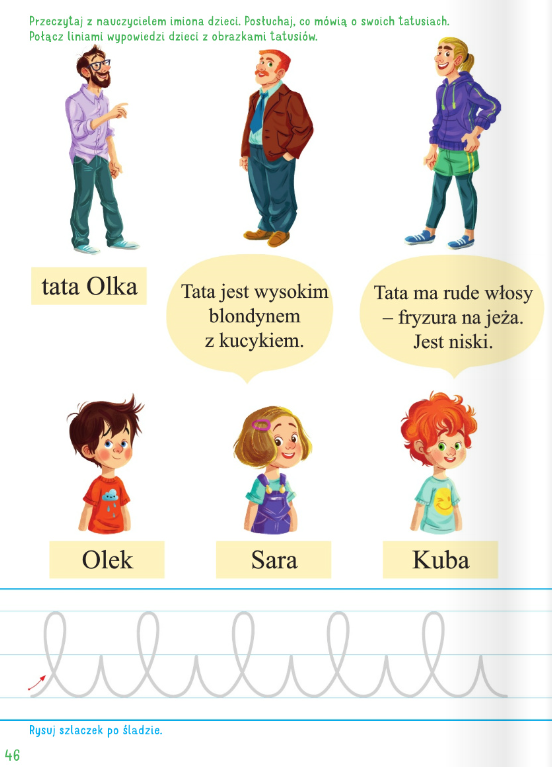 Przeczytaj z nauczycielem imiona dzieci. Posłuchaj, co mówią o swoich tatusiach.
Połącz liniami wypowiedzi dzieci z obrazkami tatusiów.
tata Olka
Tata jest wysokim
blondynem
z kucykiem.
Tata ma rude włosy
– fryzura na jeża.
Jest niski.
Olek
Sara
Kuba
Rysuj szlaczek po śladzie.
46